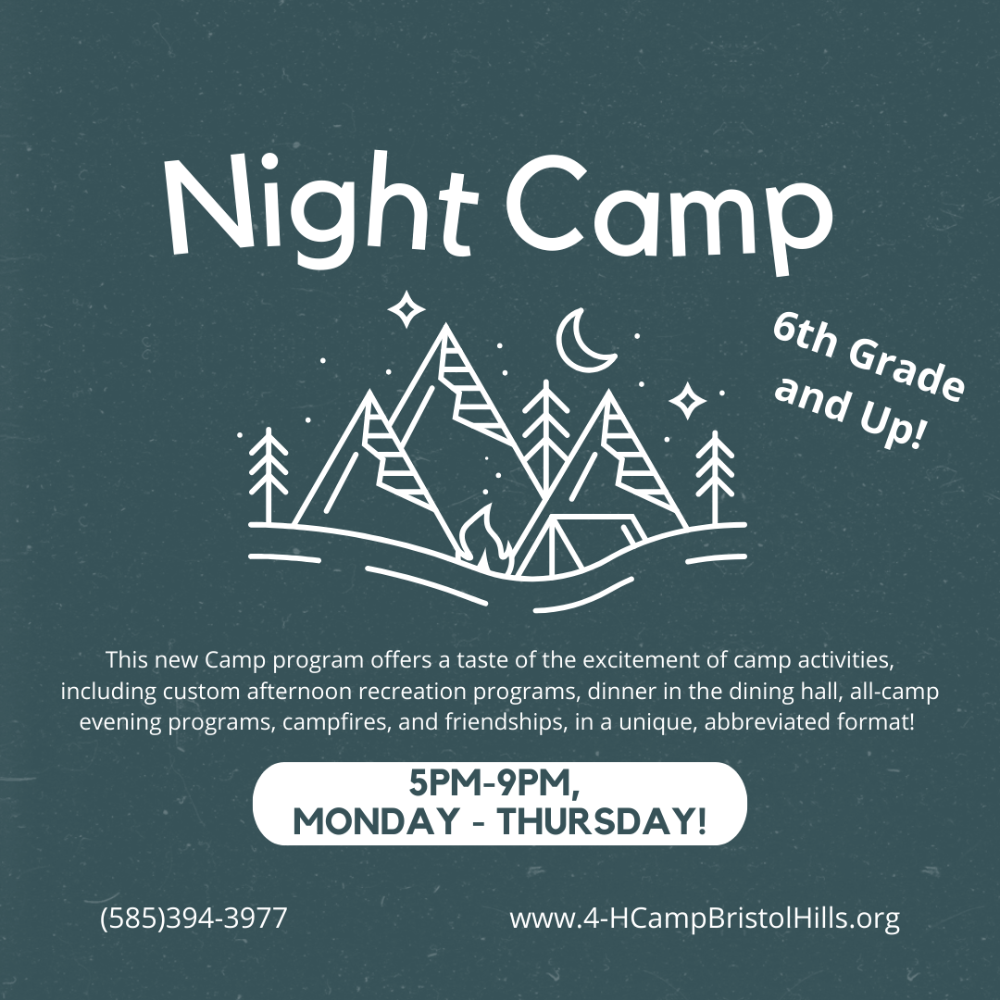 Night Camp
6th Grade
and Up!
This new Camp program offers a taste of the excitement of camp activities,
including custom afternoon recreation programs, dinner in the dining hall, all-camp
evening programs, campfires, and friendships, in a unique, abbreviated format!
5PM-9PM,
MONDAY - THURSDAY!
(585)394-3977
www.4-HCampBristolHills.org